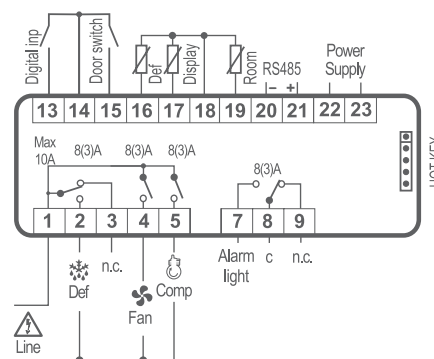 Digital inp
Door switch
Def
Display
Room
RS485
- +
Power
Supply
13 14 15 16 17 18 19 20 21 22 23
Max
10A
8(3)A 8(3)A 8(3)A
8(3)A
HOT KEY
1 2 3 4 5 7 8 9
n.c.
Def
Fan
Comp
Alarm
light
c
n.c.
Line